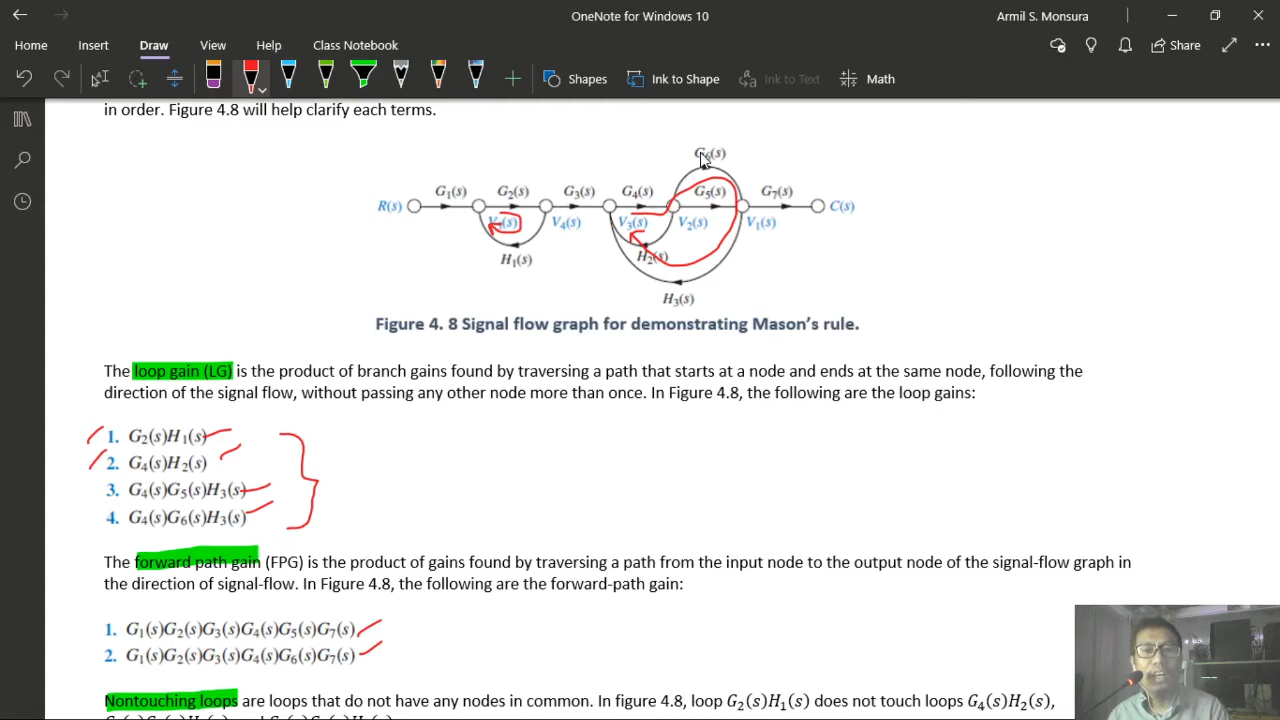 OneNote for Windows 10
Armil S. Monsura
Home Insert Draw View Help Class Notebook
Share
Shapes
Ink to Shape
Ink to Text
Math
in order. Figure 4.8 will help clarify each terms.
G6(s)
G1(s) G2(s) G3(s) G4(s) G5(s) G7(s)
R(s) C(s)
V4(s) V3(s) V2(s) V1(s)
H1(s) H2(s)
H3(s)
Figure 4. 8 Signal flow graph for demonstrating Mason's rule.
The loop gain (LG) is the product of branch gains found by traversing a path that starts at a node and ends at the same node, following the
direction of the signal flow, without passing any other node more than once. In Figure 4.8, the following are the loop gains:
1. G2(s)H1(s)
2. G4(s)H2(s)
3. G4(s)G5(s)H3(s)
4. G4(s)G6(s)H3(s)
The forward path gain (FPG) is the product of gains found by traversing a path from the input node to the output node of the signal-flow graph in
the direction of signal-flow. In Figure 4.8, the following are the forward-path gain:
1. G1(s)G2(s)G3(s)G4(s)G5(s)G7(s)
2. G1(s)G2(s)G3(s)G4(s)G6(s)G7(s)
Nontouching loops are loops that do not have any nodes in common. In figure 4.8, loop G2(s)H1(s) does not touch loops G4(s)H2(s),